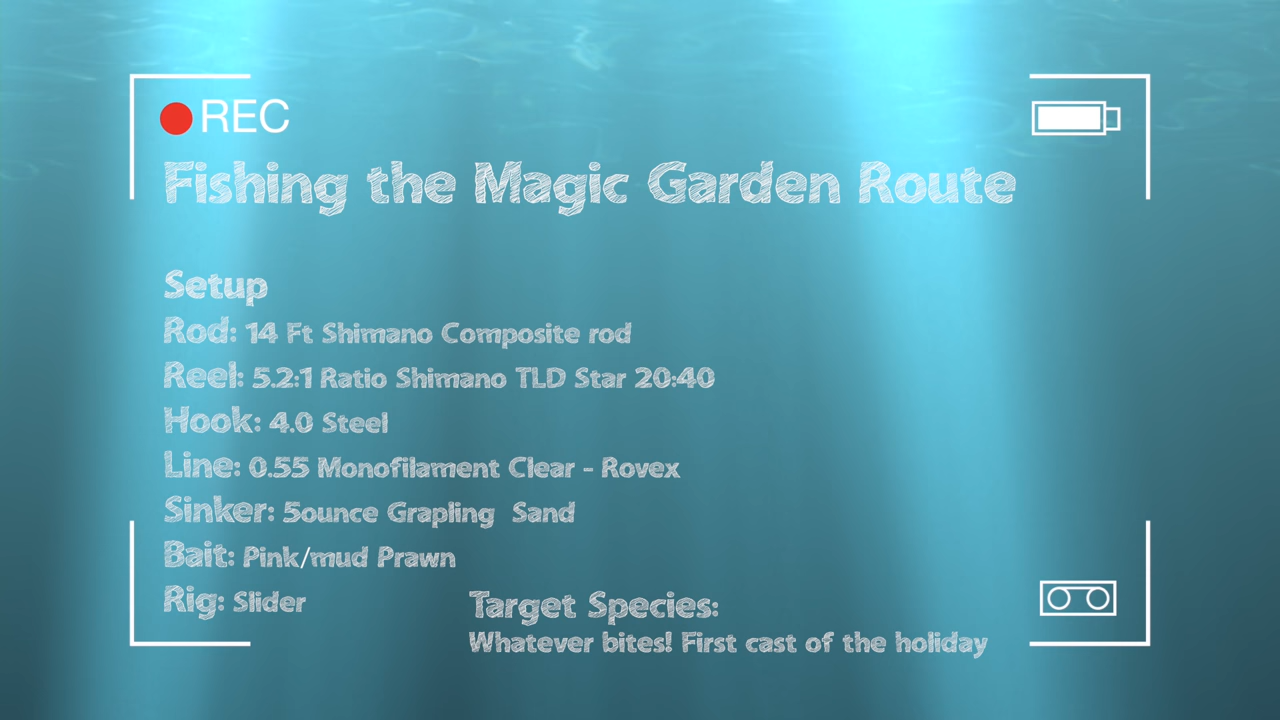 REC
Fishing the Magic Garden Route
Setup
Rod: 14 Ft Shimano Composite rod
Reel: 5.2:1 Ratio Shimano TLD Star 20:40
Hook: 4.0 Steel
Line: 0.55 Monofilament Clear - Rovex
Sinker: 5ounce Grapling Sand
Bait: Pink/mud Prawn
Rig: Slider
Target Species:
Whatever bites! First cast of the holiday